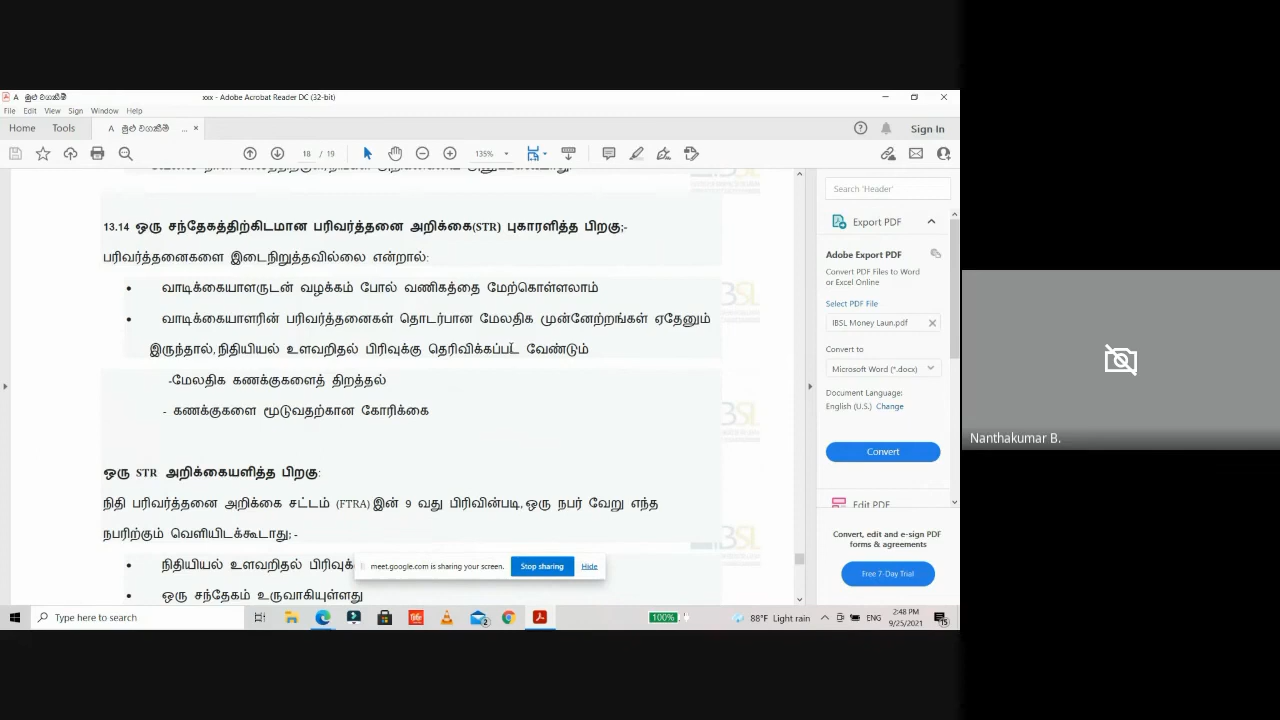 A මුළු වගකීම් xxx - Adobe Acrobat Reader DC (32-bit)
File Edit View Sign Window Help
Home Tools A මුළු වගකීම් ... × Sign In
18 / 19 135%
13.14 ஒரு சந்தேகத்திற்கிடமான பரிவர்த்தனை அறிக்கை(STR) புகாரளித்த பிறகு;-
பரிவர்த்தனைகளை இடைநிறுத்தவில்லை என்றால்:
• வாடிக்கையாளருடன் வழக்கம் போல் வணிகத்தை மேற்கொள்ளலாம்
• வாடிக்கையாளரின் பரிவர்த்தனைகள் தொடர்பான மேலதிக முன்னேற்றங்கள் ஏதேனும்
இருந்தால், நிதியியல் உளவறிதல் பிரிவுக்கு தெரிவிக்கப்பட் வேண்டும்
-மேலதிக கணக்குகளைத் திறத்தல்
- கணக்குகளை மூடுவதற்கான கோரிக்கை
ஒரு STR அறிக்கையளித்த பிறகு:
நிதி பரிவர்த்தனை அறிக்கை சட்டம் (FTRA) இன் 9 வது பிரிவின்படி, ஒரு நபர் வேறு எந்த
நபரிற்கும் வெளியிடக்கூடாது; -
• நிதியியல் உளவறிதல் பிரிவுக்
• ஒரு சந்தேகம் உருவாகியுள்ளது
meet.google.com is sharing your screen. Stop sharing Hide
Search 'Header'
Export PDF
Adobe Export PDF
Convert PDF Files to Word
or Excel Online
Select PDF File
IBSL Money Laun.pdf
Convert to
Microsoft Word (*.docx)
Document Language:
English (U.S.) Change
Convert
Edit PDF
Convert, edit and e-sign PDF
forms & agreements
Free 7-Day Trial
Nanthakumar B.
Type here to search
100%
88°F Light rain
ENG
2:48 PM
9/25/2021